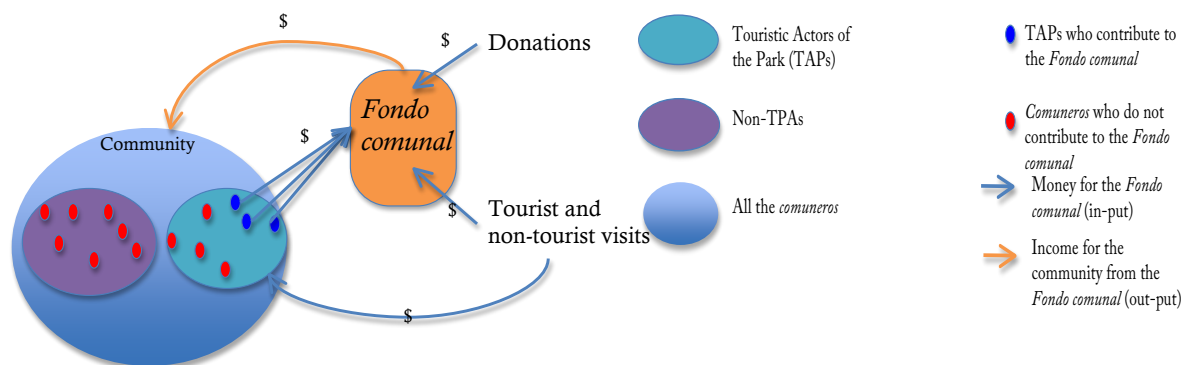 $
$
Donations
Fondo
comunal
$
Community
$
Tourist and
non-tourist visits
$
Touristic Actors of
the Park (TAPs)
Non-TPAs
All the comuneros
TAPs who contribute to
the Fondo comunal
Comuneros who do not
contribute to the Fondo
comunal
Money for the Fondo
comunal (in-put)
Income for the
community from the
Fondo comunal (out-put)